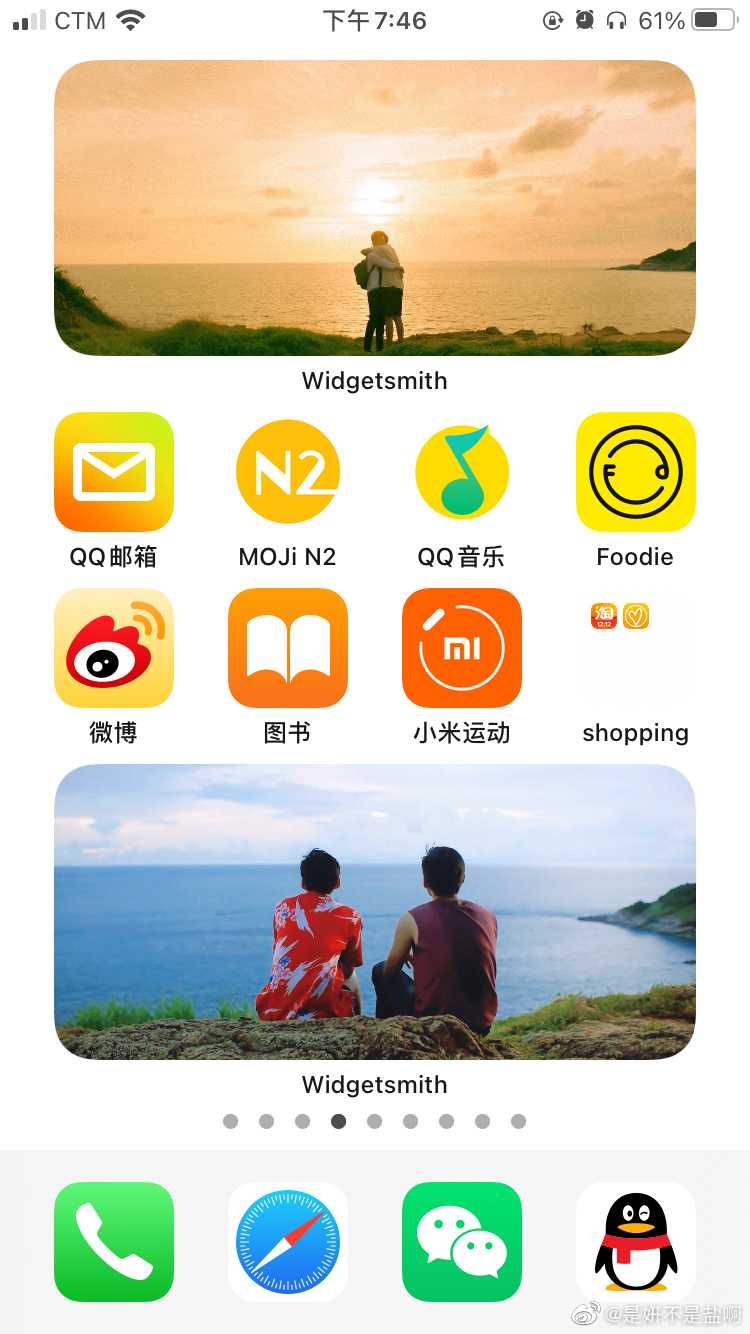 CTM 下午7:46 61%
Widgetsmith
N2
QQ邮箱 MOJi N2 QQ音乐 Foodie
淘
12.12
微博 图书 小米运动 shopping
Widgetsmith
@是妍不是盐啊